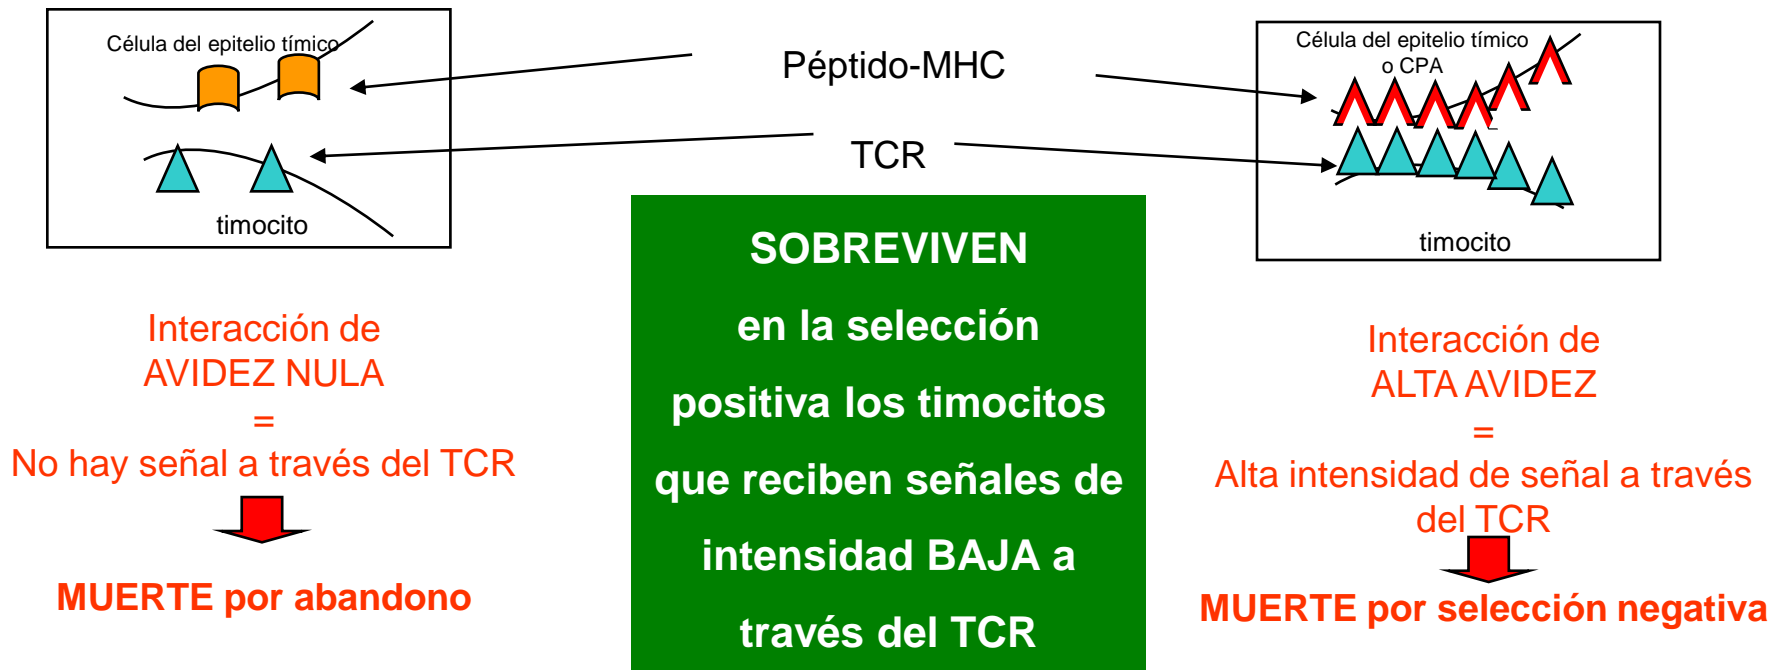 Célula del epitelio tímico
timocito
Interacción de
AVIDEZ NULA
=
No hay señal a través del TCR
MUERTE por abandono
Péptido-MHC
TCR
SOBREVIVEN
en la selección
positiva los timocitos
que reciben señales de
intensidad BAJA a
través del TCR
Célula del epitelio tímico
o CPA
timocito
Interacción de
ALTA AVIDEZ
=
Alta intensidad de señal a través
del TCR
MUERTE por selección negativa